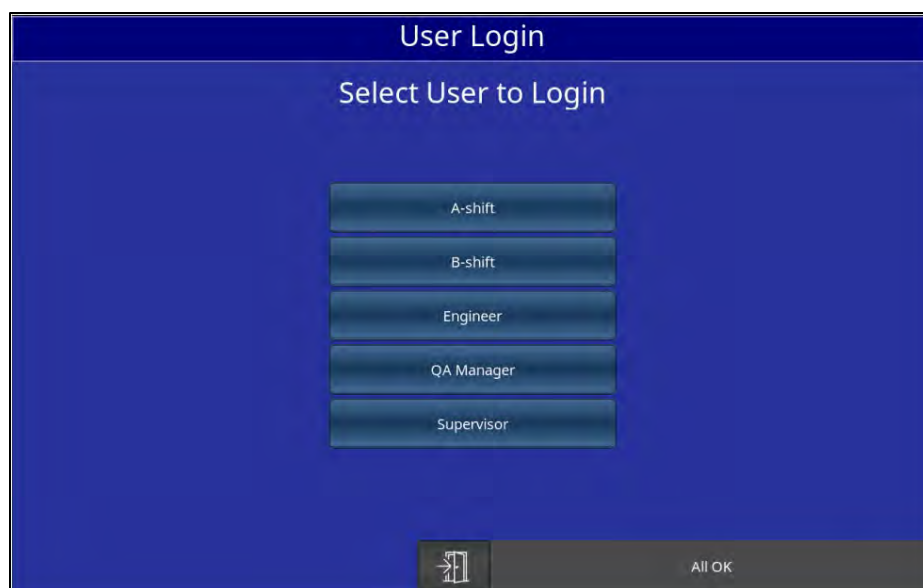 User Login
Select User to Login
A-shift
B-shift
Engineer
QA Manager
Supervisor
All OK